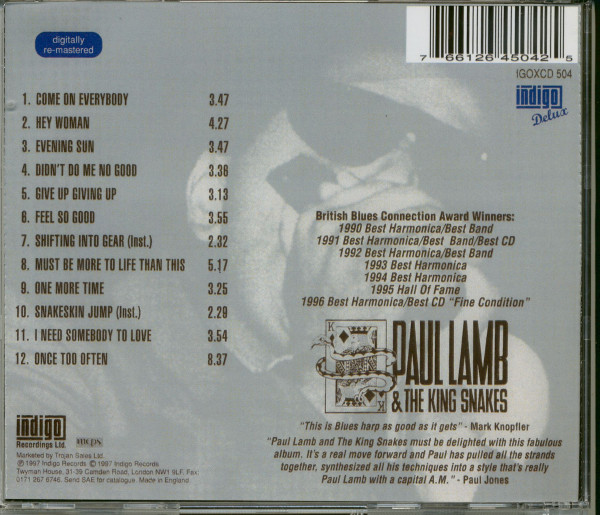 digitally
re-mastered
7 66126 45042 5
IGOXCD 504
indigo
Delux
1. COME ON EVERYBODY 3.47
2. HEY WOMAN 4.27
3. EVENING SUN 3.47
4. DIDN'T DO ME NO GOOD 3.38
5. GIVE UP GIVING UP 3.13
6. FEEL SO GOOD 3.55
7. SHIFTING INTO GEAR (Inst.) 2.32
8. MUST BE MORE TO LIFE THAN THIS 5.17
9. ONE MORE TIME 3.25
10. SNAKESKIN JUMP (Inst.) 2.29
11. I NEED SOMEBODY TO LOVE 3.54
12. ONCE TOO OFTEN 8.37
British Blues Connection Award Winners:
1990 Best Harmonica/Best Band
1991 Best Harmonica/Best Band/Best CD
1992 Best Harmonica/Best Band
1993 Best Harmonica
1994 Best Harmonica
1995 Hall Of Fame
1996 Best Harmonica/Best CD "Fine Condition"
K
K
PAUL LAMB
& THE KING SNAKES
"This is Blues harp as good as it gets" - Mark Knopfler
"Paul Lamb and The King Snakes must be delighted with this fabulous
album. It's a real move forward and Paul has pulled all the strands
together, synthesized all his techniques into a style that's really
Paul Lamb with a capital A.M." - Paul Jones
indigo
Recordings Ltd.
MCPS
Marketed by Trojan Sales Ltd.
℗ 1997 Indigo Records © 1997 Indigo Records
Twyman House, 31-39 Camden Road, London NW1 9LF. Fax:
0171 267 6746. Send SAE for catalogue. Made in England.